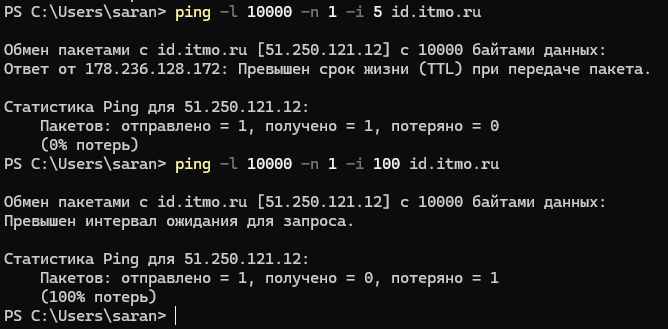 PS C:\Users\saran> ping -l 10000 -n 1 -i 5 id.itmo.ru
Обмен пакетами с id.itmo.ru [51.250.121.12] с 10000 байтами данных:
Ответ от 178.236.128.172: Превышен срок жизни (TTL) при передаче пакета.
Статистика Ping для 51.250.121.12:
Пакетов: отправлено = 1, получено = 1, потеряно = 0
(0% потерь)
PS C:\Users\saran> ping -l 10000 -n 1 -i 100 id.itmo.ru
Обмен пакетами с id.itmo.ru [51.250.121.12] с 10000 байтами данных:
Превышен интервал ожидания для запроса.
Статистика Ping для 51.250.121.12:
Пакетов: отправлено = 1, получено = 0, потеряно = 1
(100% потерь)
PS C:\Users\saran>